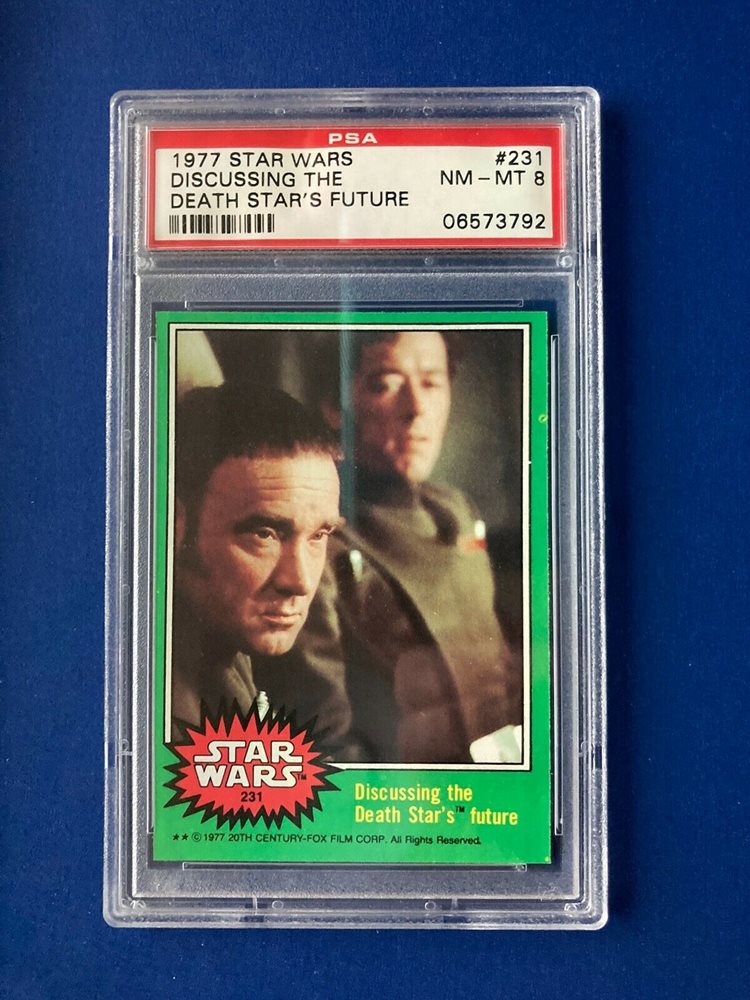 PSA
1977 STAR WARS #231
DISCUSSING THE NM – MT 8
DEATH STAR'S FUTURE
06573792
STAR
WARS™
231
Discussing the
Death Star's™ future
★★ ©1977 20TH CENTURY-FOX FILM CORP. All Rights Reserved.